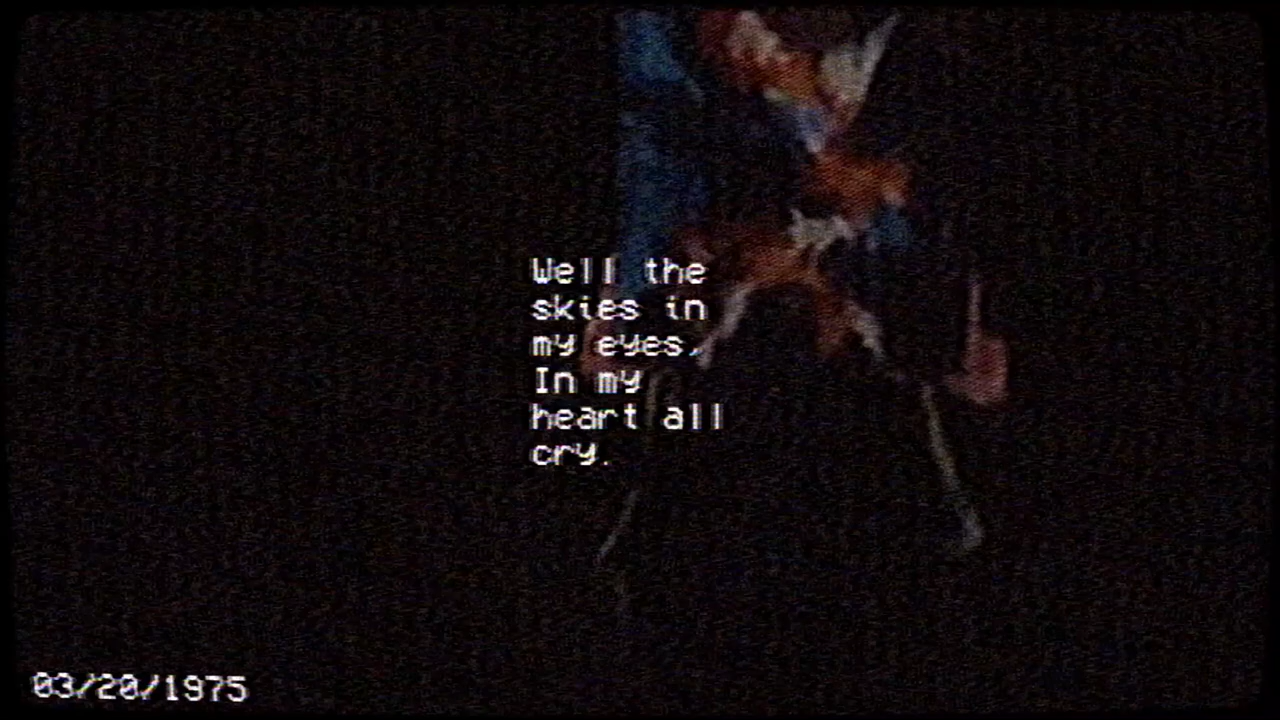 Well the
skies in
my eyes.
In my
heart all
cry.
03/20/1975